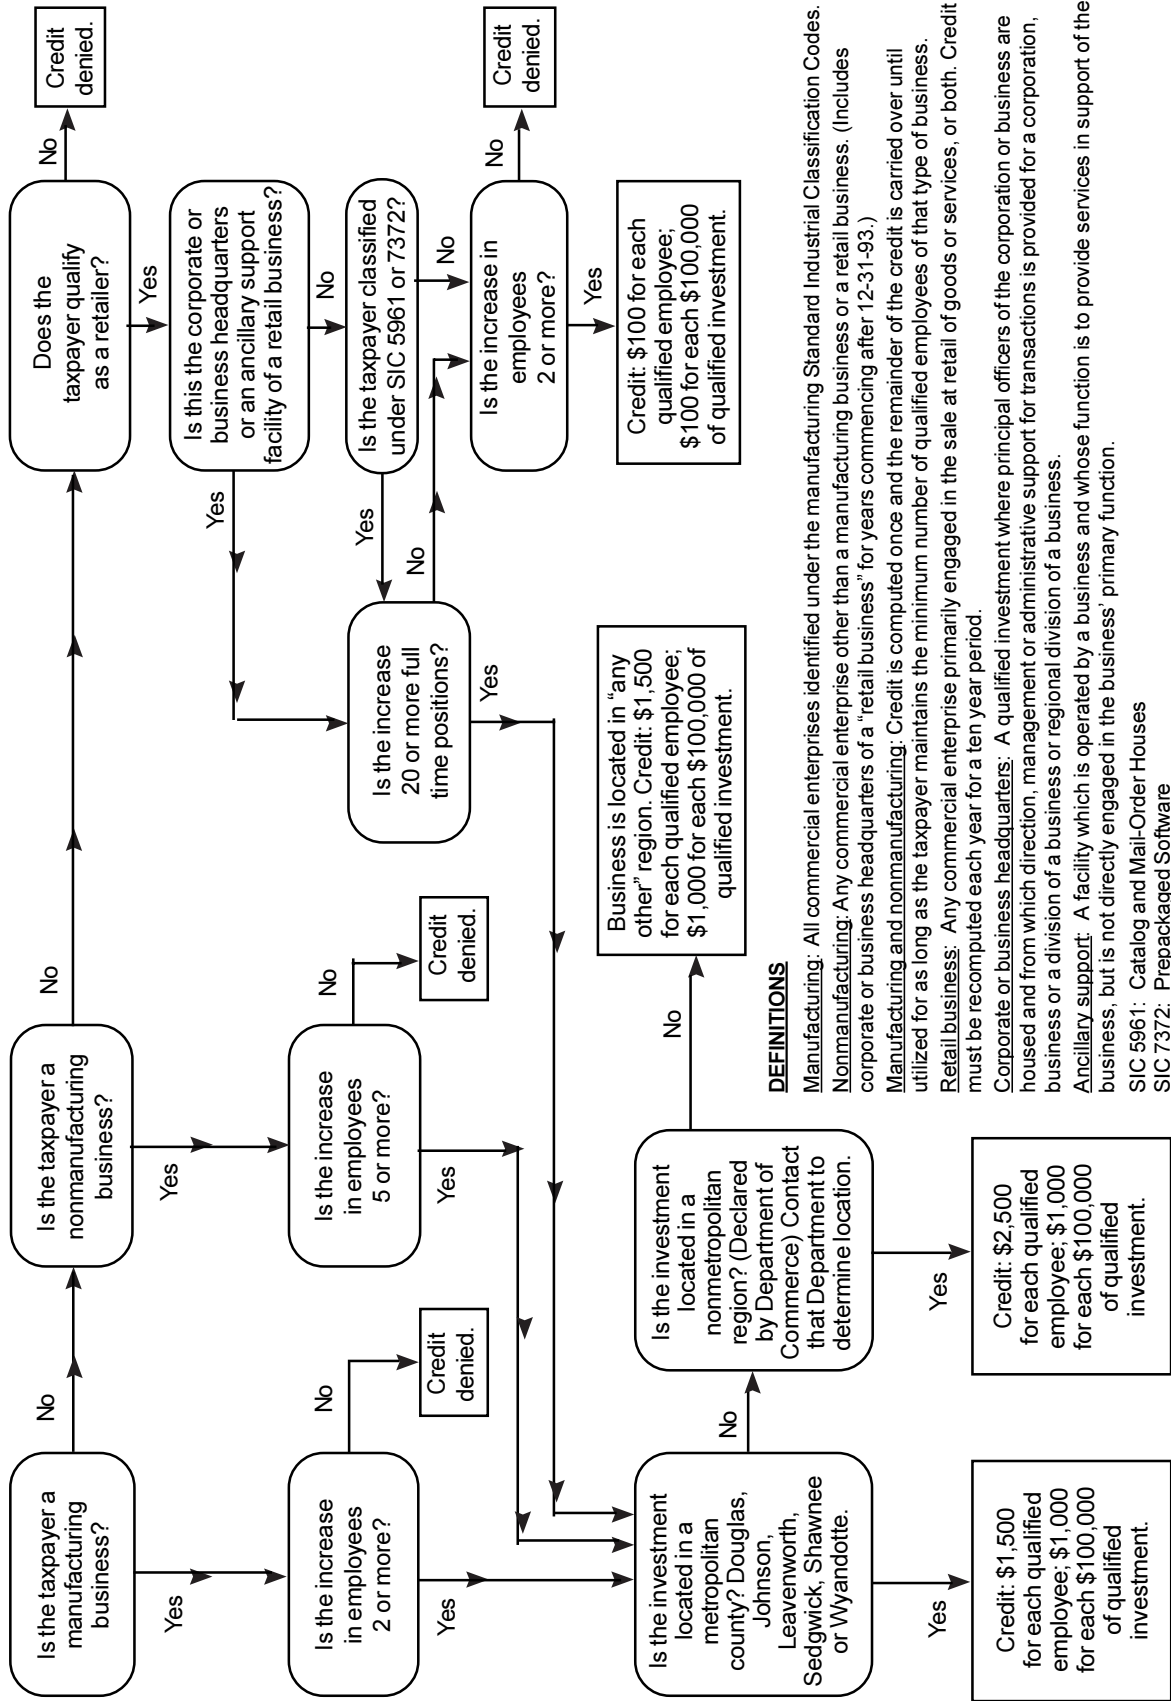 Is the taxpayer a
manufacturing
business?
No
Yes
Is the taxpayer a
nonmanufacturing
business?
No
Yes
Does the
taxpayer qualify
as a retailer?
No
Credit
denied.
Yes
Is the increase
in employees
2 or more?
No
Credit
denied.
Yes
Is the increase
in employees
5 or more?
No
Credit
denied.
Yes
Is this the corporate or
business headquarters
or an ancillary support
facility of a retail business?
Yes
No
Is the taxpayer classified
under SIC 5961 or 7372?
Yes
No
Is the increase
20 or more full
time positions?
No
Yes
Is the increase in
employees
2 or more?
No
Credit
denied.
Yes
Credit: $100 for each
qualified employee;
$100 for each $100,000
of qualified investment.
Is the investment
located in a
metropolitan
county? Douglas,
Johnson,
Leavenworth,
Sedgwick, Shawnee
or Wyandotte.
No
Yes
Is the investment
located in a
nonmetropolitan
region? (Declared
by Department of
Commerce) Contact
that Department to
determine location.
No
Yes
Business is located in “any
other” region. Credit: $1,500
for each qualified employee;
$1,000 for each $100,000 of
qualified investment.
Credit: $1,500
for each qualified
employee; $1,000
for each $100,000
of qualified
investment.
Credit: $2,500
for each qualified
employee; $1,000
for each $100,000
of qualified
investment.
DEFINITIONS
Manufacturing: All commercial enterprises identified under the manufacturing Standard Industrial Classification Codes.
Nonmanufacturing: Any commercial enterprise other than a manufacturing business or a retail business. (Includes
corporate or business headquarters of a “retail business” for years commencing after 12-31-93.)
Manufacturing and nonmanufacturing: Credit is computed once and the remainder of the credit is carried over until
utilized for as long as the taxpayer maintains the minimum number of qualified employees of that type of business.
Retail business: Any commercial enterprise primarily engaged in the sale at retail of goods or services, or both. Credit
must be recomputed each year for a ten year period.
Corporate or business headquarters: A qualified investment where principal officers of the corporation or business are
housed and from which direction, management or administrative support for transactions is provided for a corporation,
business or a division of a business or regional division of a business.
Ancillary support: A facility which is operated by a business and whose function is to provide services in support of the
business, but is not directly engaged in the business’ primary function.
SIC 5961: Catalog and Mail-Order Houses
SIC 7372: Prepackaged Software